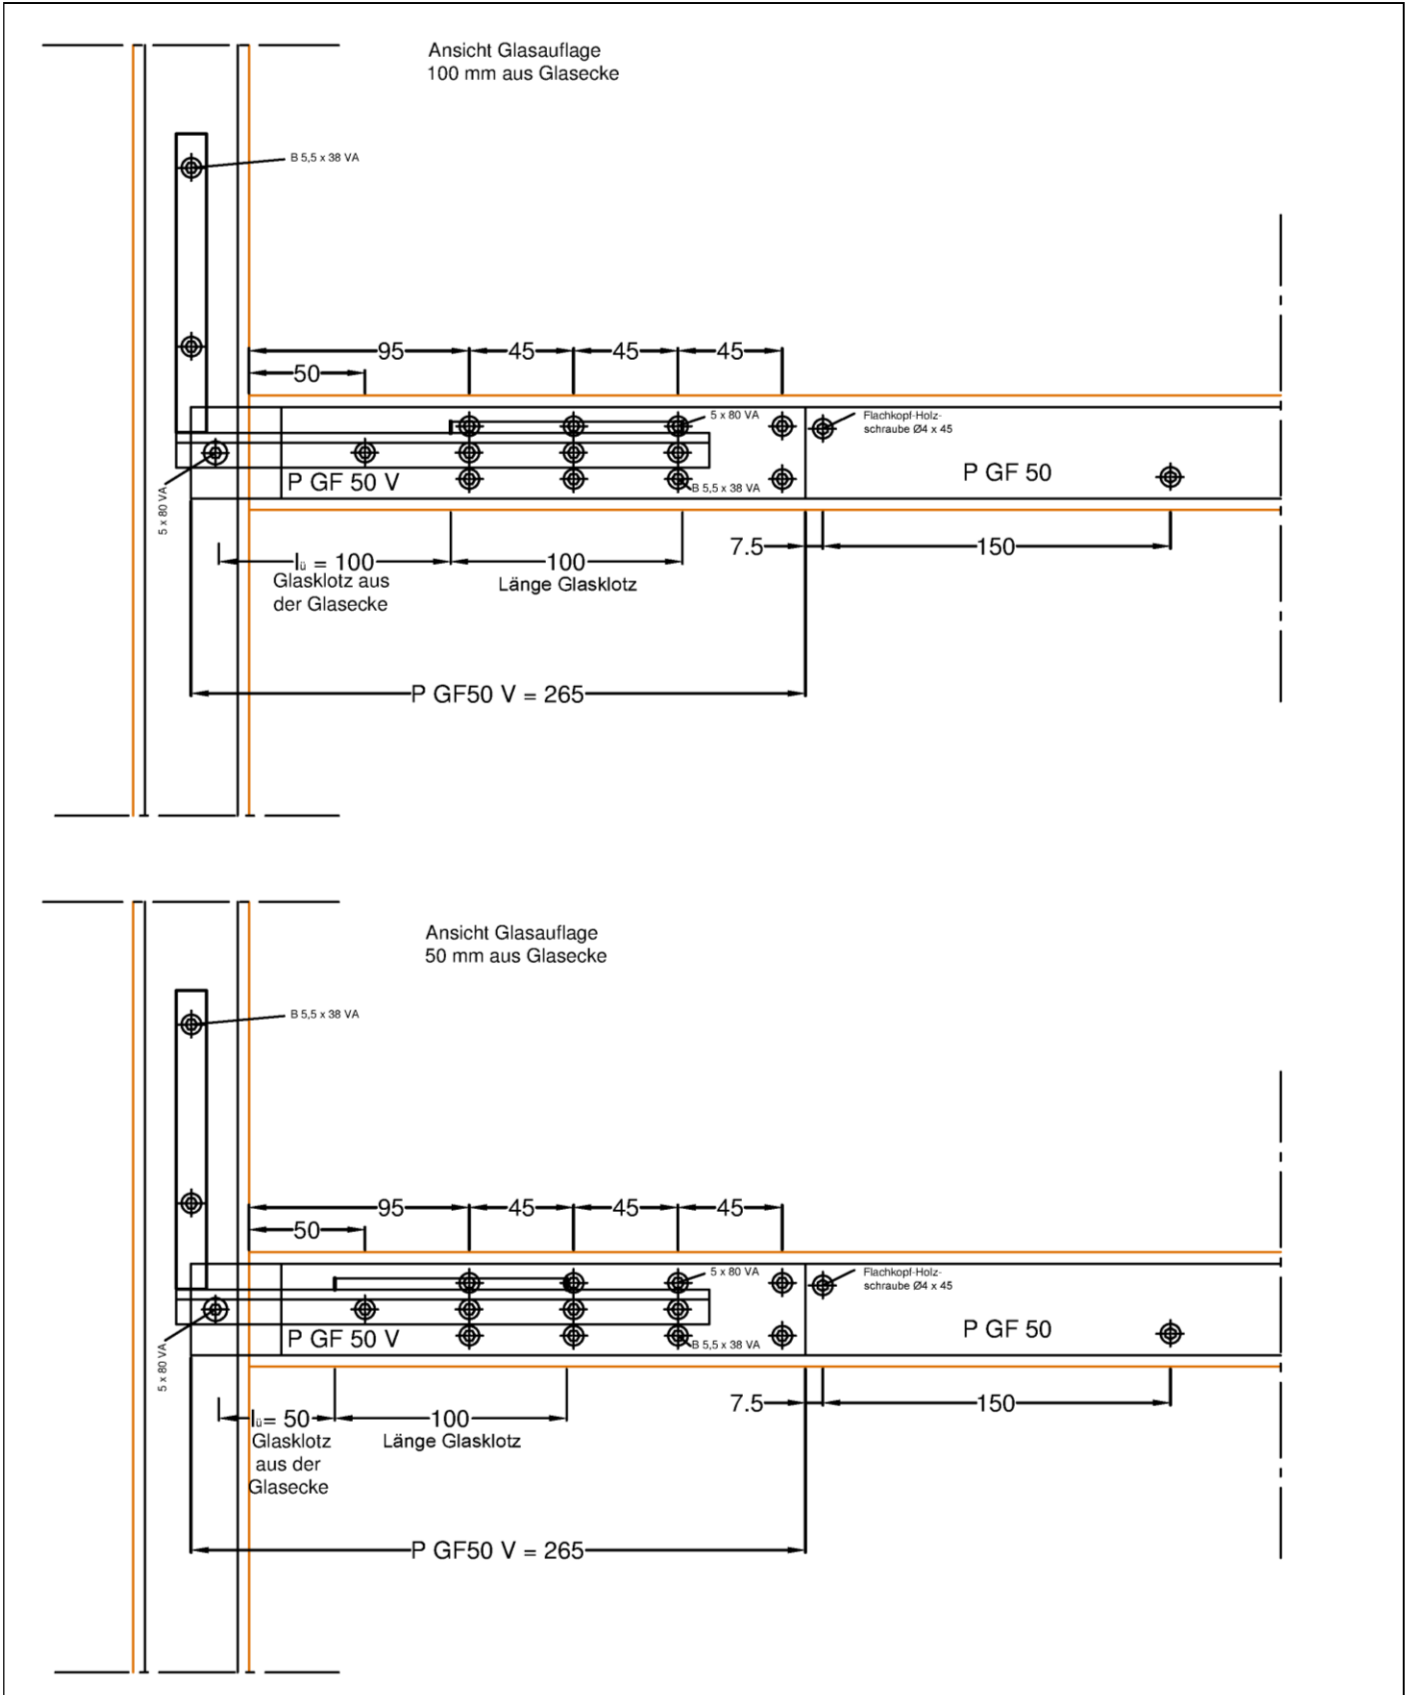 Ansicht Glasauflage
100 mm aus Glasecke
B 5,5 x 38 VA
95
45
45
45
50
5 x 80 VA
Flachkopf-Holz-
schraube Ø4 x 45
P GF 50 V
B 5,5 x 38 VA
P GF 50
5 x 80 VA
lü = 100
100
7.5
150
Glasklotz aus
der Glasecke
Länge Glasklotz
P GF50 V = 265
Ansicht Glasauflage
50 mm aus Glasecke
B 5,5 x 38 VA
95
45
45
45
50
5 x 80 VA
Flachkopf-Holz-
schraube Ø4 x 45
P GF 50 V
B 5,5 x 38 VA
P GF 50
5 x 80 VA
lü= 50
100
7.5
150
Glasklotz
aus der
Glasecke
Länge Glasklotz
P GF50 V = 265